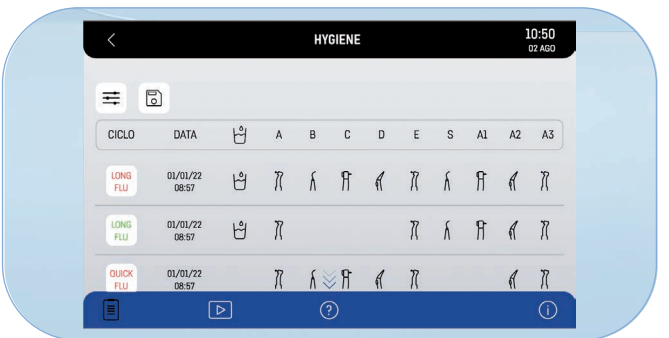 HYGIENE
10:50
02 AGO
CICLO DATA A B C D E S A1 A2 A3
LONG FLU 01/01/22 08:57
LONG FLU 01/01/22 08:57
QUICK FLU 01/01/22 08:57